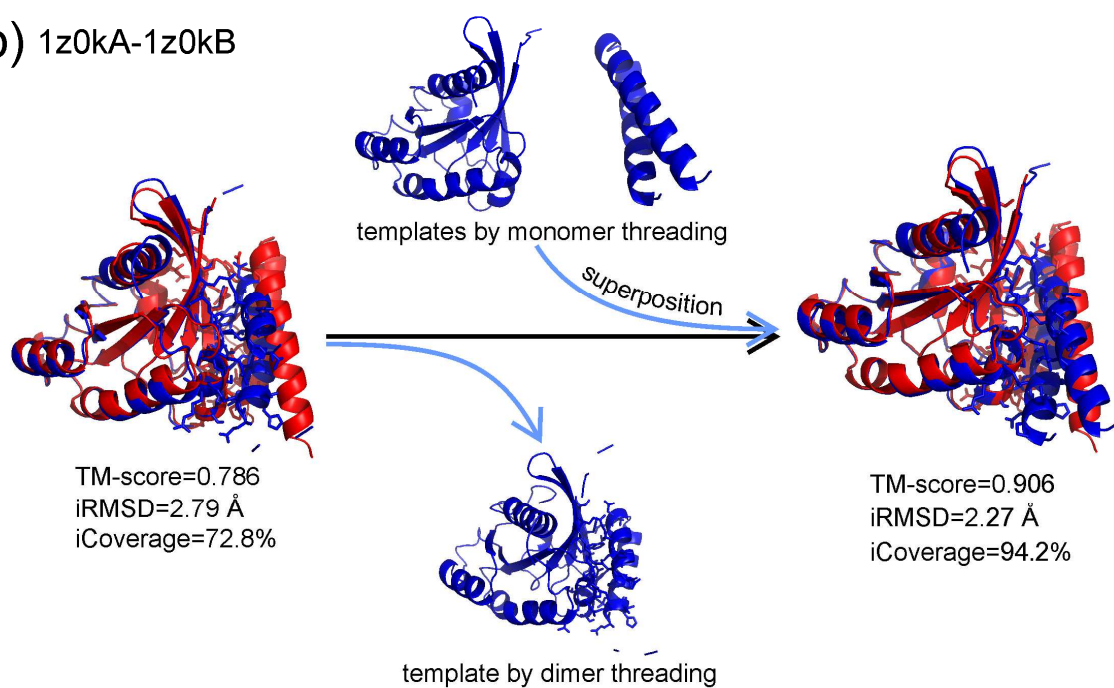 b) 1z0kA-1z0kB
templates by monomer threading
superposition
TM-score=0.786
iRMSD=2.79 Å
iCoverage=72.8%
TM-score=0.906
iRMSD=2.27 Å
iCoverage=94.2%
template by dimer threading